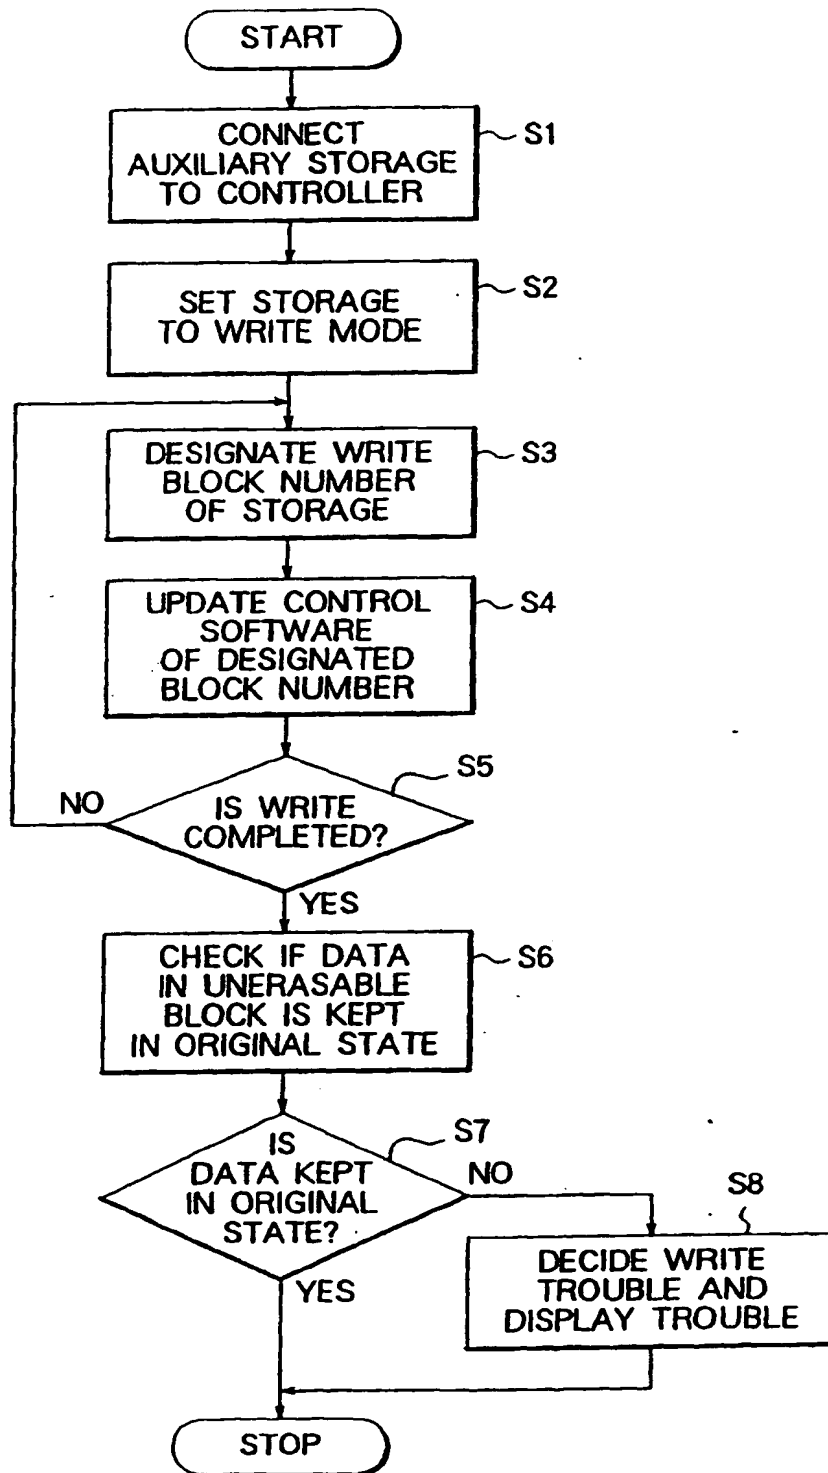 START
CONNECT
AUXILIARY STORAGE
TO CONTROLLER
S1
SET STORAGE
TO WRITE MODE
S2
DESIGNATE WRITE
BLOCK NUMBER
OF STORAGE
S3
UPDATE CONTROL
SOFTWARE
OF DESIGNATED
BLOCK NUMBER
S4
S5
NO
IS WRITE
COMPLETED?
YES
CHECK IF DATA
IN UNERASABLE
BLOCK IS KEPT
IN ORIGINAL STATE
S6
S7
IS
DATA KEPT
IN ORIGINAL
STATE?
NO
YES
S8
DECIDE WRITE
TROUBLE AND
DISPLAY TROUBLE
STOP